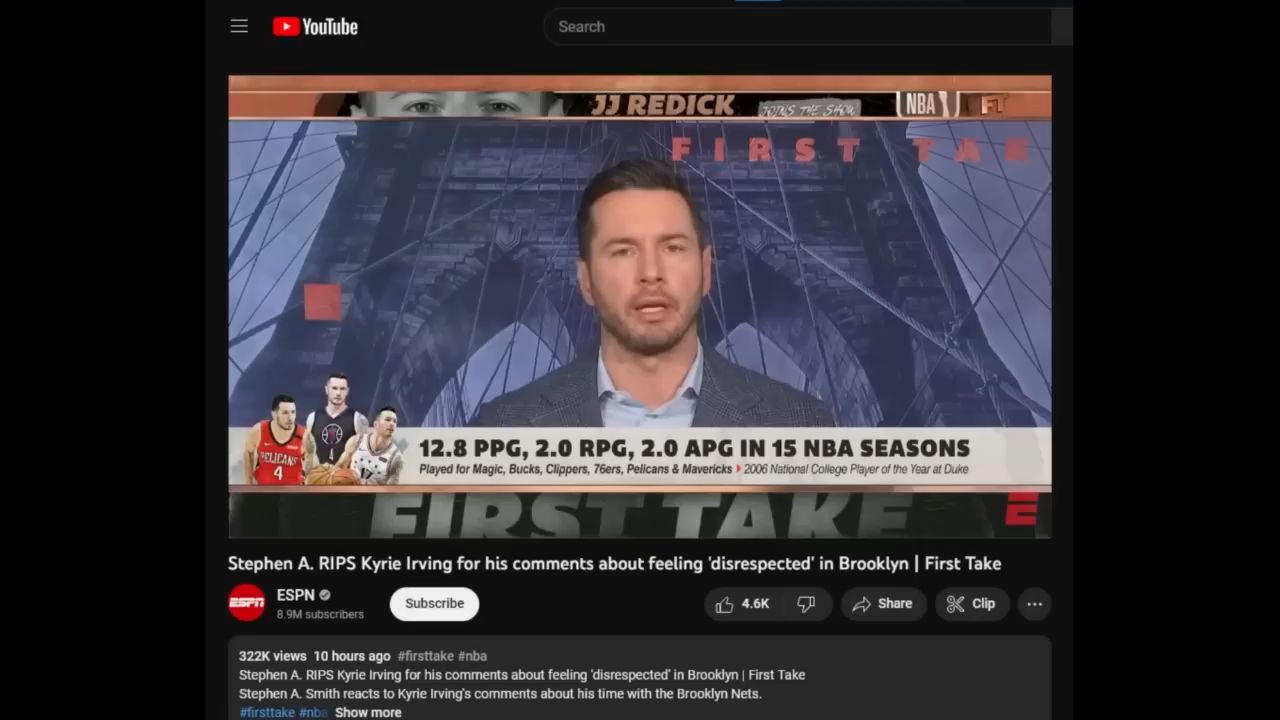 YouTube
Search
JJ REDICK JOINS THE SHOW NBA FT
FIRST TAKE
PELICANS
4
12.8 PPG, 2.0 RPG, 2.0 APG IN 15 NBA SEASONS
Played for Magic, Bucks, Clippers, 76ers, Pelicans & Mavericks 2006 National College Player of the Year at Duke
FIRST TAKE
Stephen A. RIPS Kyrie Irving for his comments about feeling 'disrespected' in Brooklyn | First Take
ESPN
ESPN
8.9M subscribers
Subscribe
4.6K
Share
Clip
322K views 10 hours ago #firsttake #nba
Stephen A. RIPS Kyrie Irving for his comments about feeling 'disrespect' in Brooklyn | First Take
Stephen A. Smith reacts to Kyrie Irving's comments about his time with the Brooklyn Nets.
#firsttake #nba Show more